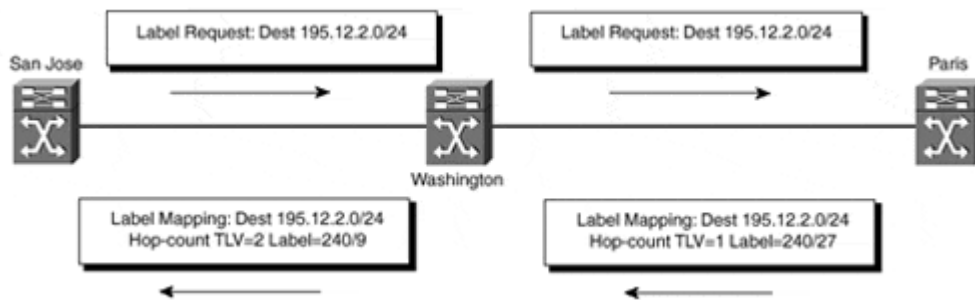 Label Request: Dest 195.12.2.0/24
Label Request: Dest 195.12.2.0/24
San Jose
Paris
Washington
Label Mapping: Dest 195.12.2.0/24
Hop-count TLV=2 Label=240/9
Label Mapping: Dest 195.12.2.0/24
Hop-count TLV=1 Label=240/27